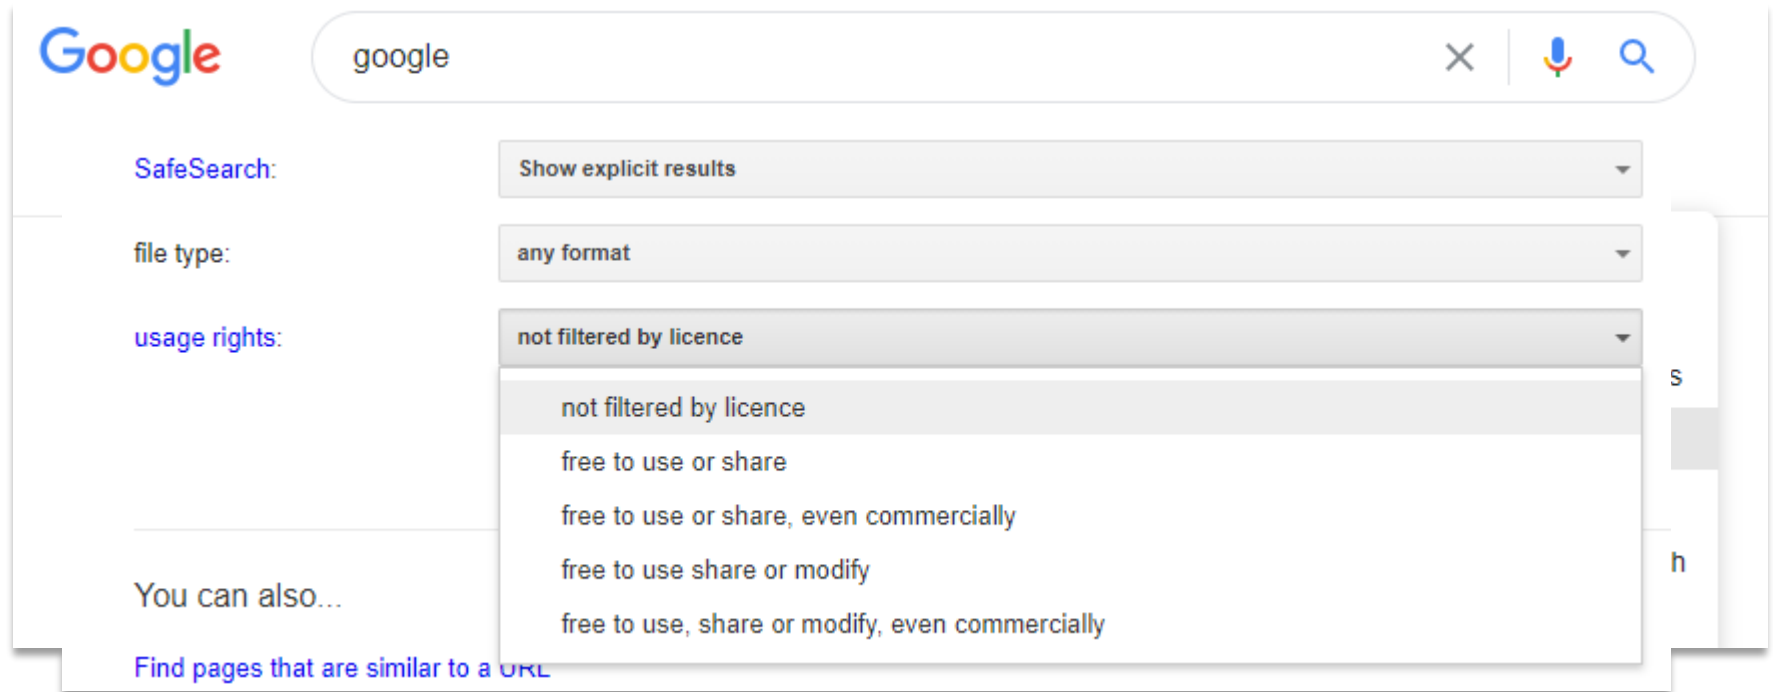 Google
google
SafeSearch:
Show explicit results
file type:
any format
usage rights:
not filtered by licence
s
not filtered by licence
free to use or share
free to use or share, even commercially
free to use share or modify
h
You can also...
free to use, share or modify, even commercially
Find pages that are similar to a URL